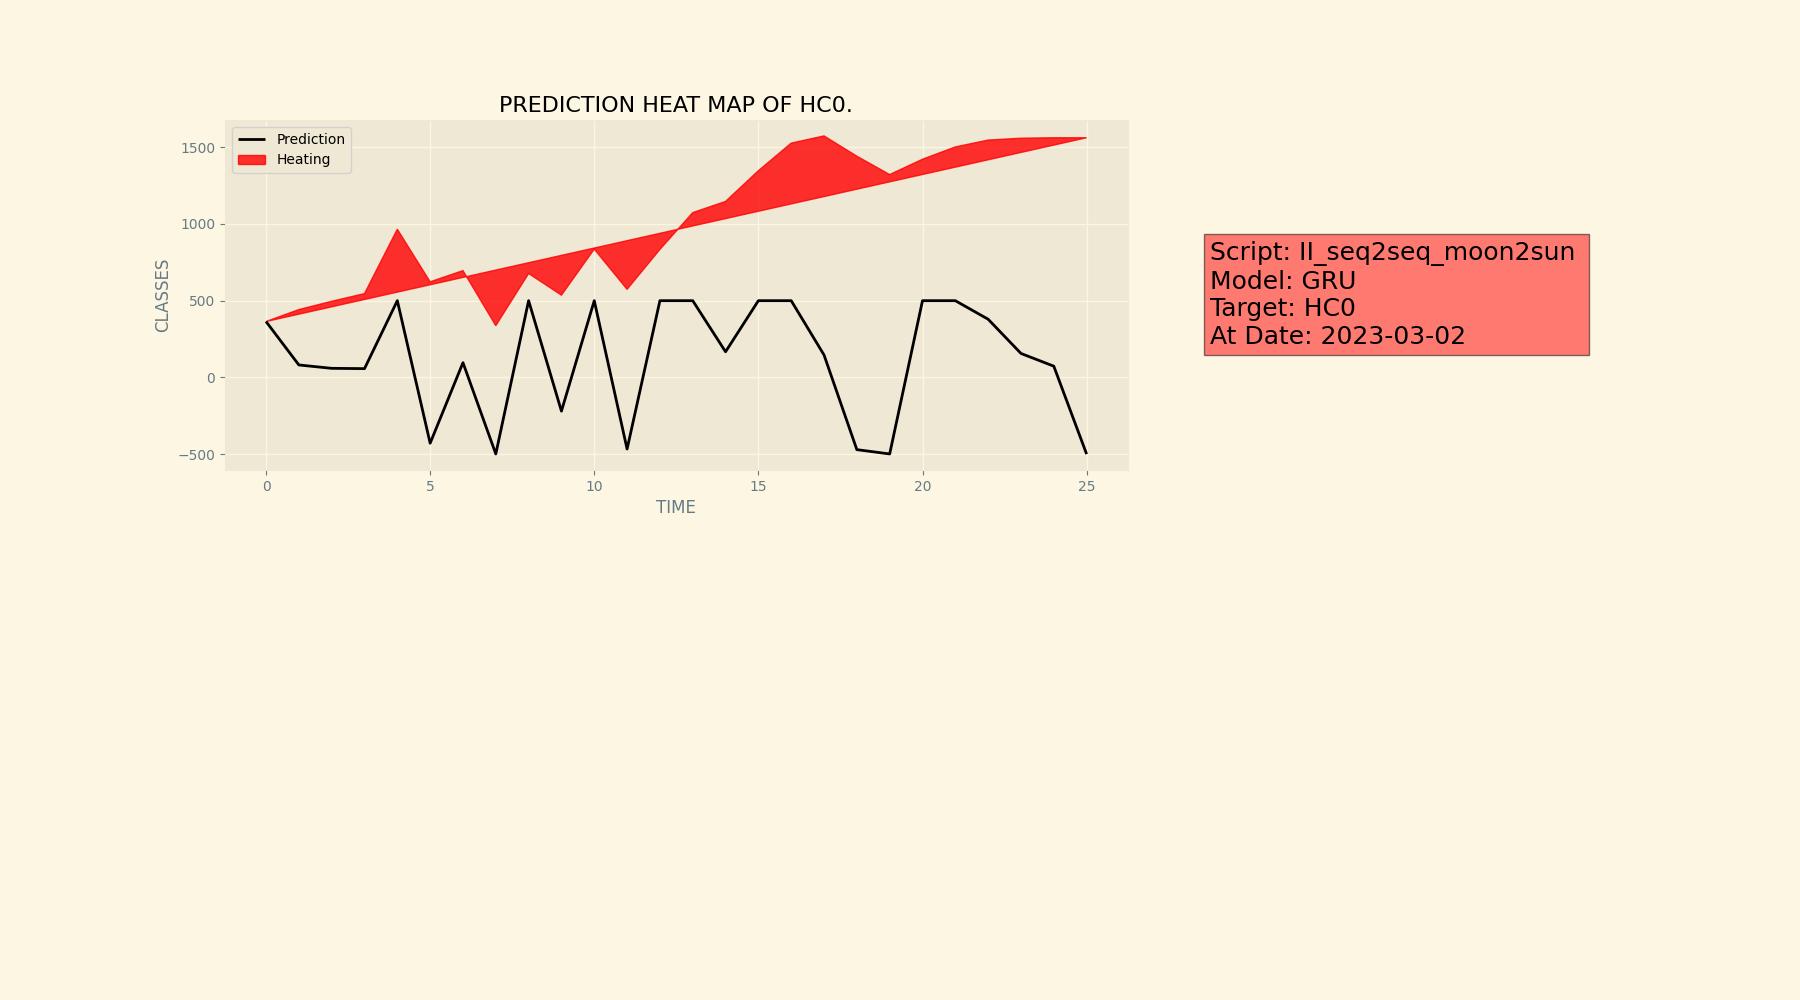 PREDICTION HEAT MAP OF HC0.
Prediction
Heating
1500
1000
500
0
−500
CLASSES
0 5 10 15 20 25
TIME
Script: II_seq2seq_moon2sun
Model: GRU
Target: HC0
At Date: 2023-03-02